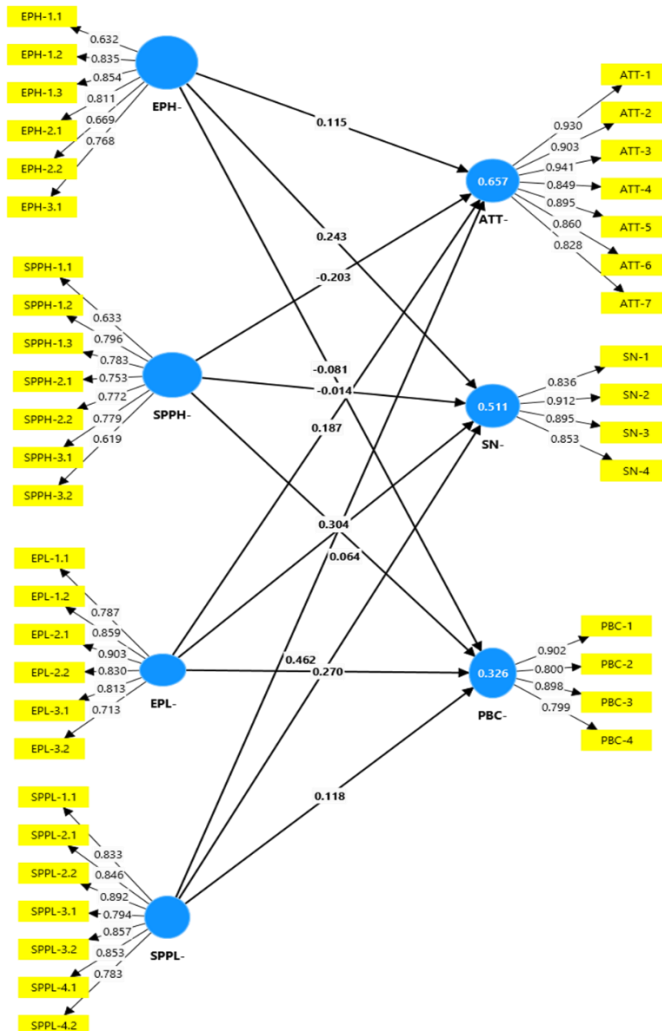 EPH-1.1
EPH-1.2
EPH-1.3
EPH-2.1
EPH-2.2
EPH-3.1
0.632
0.835
0.854
0.811
0.669
0.768
EPH-
SPPH-1.1
SPPH-1.2
SPPH-1.3
SPPH-2.1
SPPH-2.2
SPPH-3.1
SPPH-3.2
0.633
0.796
0.783
0.753
0.772
0.779
0.619
SPPH-
EPL-1.1
EPL-1.2
EPL-2.1
EPL-2.2
EPL-3.1
EPL-3.2
0.787
0.859
0.903
0.830
0.813
0.713
EPL-
SPPL-1.1
SPPL-2.1
SPPL-2.2
SPPL-3.1
SPPL-3.2
SPPL-4.1
SPPL-4.2
0.833
0.846
0.892
0.794
0.857
0.853
0.783
SPPL-
0.115
0.243
-0.203
-0.081
-0.014
0.187
0.304
0.064
0.462
0.270
0.118
0.657
ATT-
0.930
0.903
0.941
0.849
0.895
0.860
0.828
ATT-1
ATT-2
ATT-3
ATT-4
ATT-5
ATT-6
ATT-7
0.511
SN-
0.836
0.912
0.895
0.853
SN-1
SN-2
SN-3
SN-4
0.326
PBC-
0.902
0.800
0.898
0.799
PBC-1
PBC-2
PBC-3
PBC-4